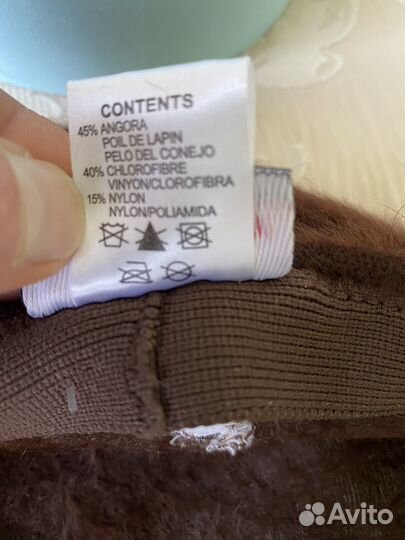 CONTENTS
45% ANGORA
POIL DE LAPIN
PELO DEL CONEJO
40% CHLOROFIBRE
VINYON/CLOROFIBRA
15% NYLON
NYLON/POLIAMIDA
Avito